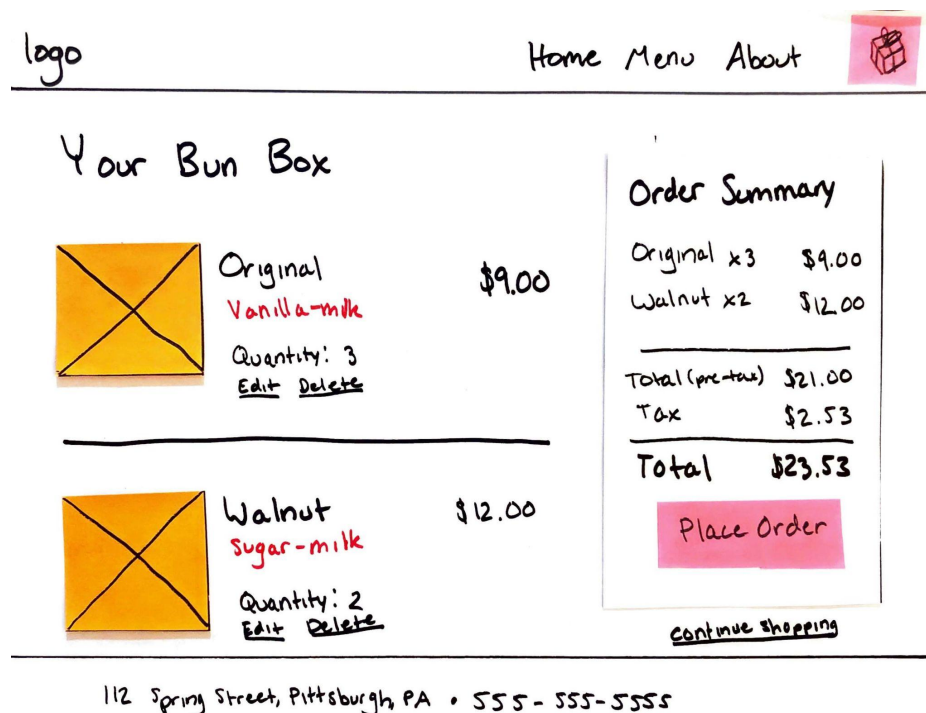 logo
Home Menu About
Your Bun Box
Original
$9.00
Vanilla-milk
Quantity: 3
Edit Delete
Walnut
$12.00
Sugar-milk
Quantity: 2
Edit Delete
Order Summary
Original x3 $9.00
Walnut x2 $12.00
Total (pre-tax) $21.00
Tax $2.53
Total $23.53
Place Order
continue shopping
112 Spring Street, Pittsburgh, PA • 555-555-5555